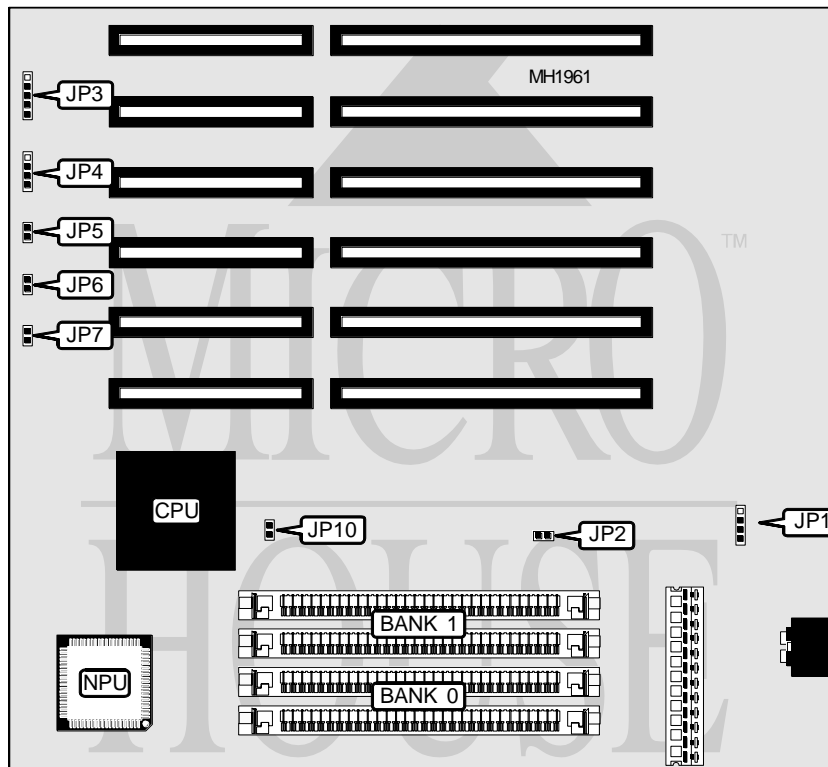 MH1961
JP3
JP4
MICRO
TM
JP5
JP6
JP7
CPU
JP10
JP2
JP1
HOUSE
BANK 1
NPU
BANK 0